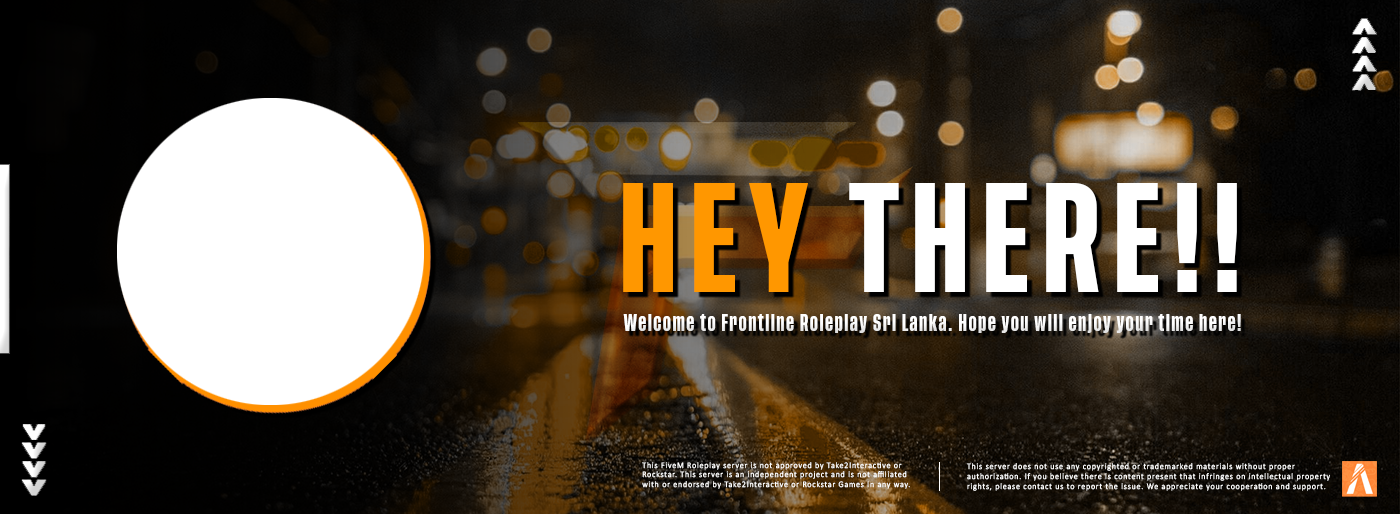 HEY THERE!!
Welcome to Frontline Roleplay Sri Lanka. Hope you will enjoy your time here!
This FiveM Roleplay server is not approved by Take2Interactive or
Rockstar. This server is an independent project and is not affiliated
with or endorsed by Take2Interactive or Rockstar Games in any way.
This server does not use any copyrighted or trademarked materials without proper
authorization. If you believe there is content present that infringes on intellectual property
rights, please contact us to report the issue. We appreciate your cooperation and support.